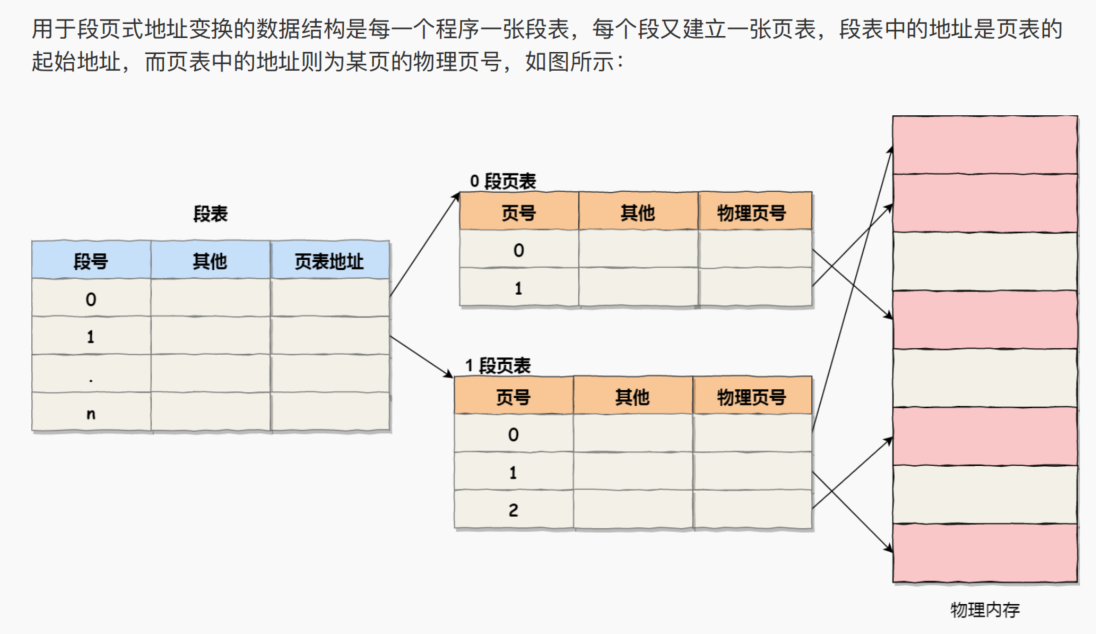 用于段页式地址变换的数据结构是每一个程序一张段表，每个段又建立一张页表，段表中的地址是页表的
起始地址，而页表中的地址则为某页的物理页号，如图所示：
段表
段号 其他 页表地址
0
1
.
n
0 段页表
页号 其他 物理页号
0
1
1 段页表
页号 其他 物理页号
0
1
2
物理内存